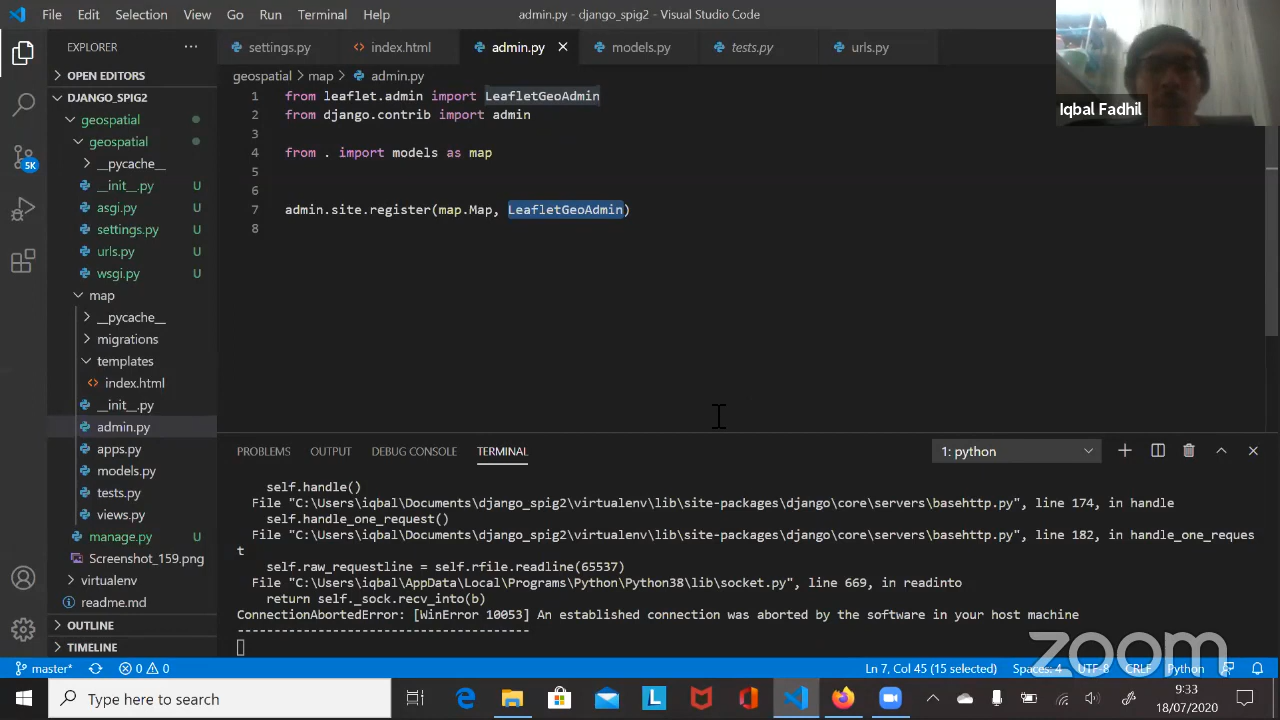 File Edit Selection View Go Run Terminal Help
admin.py - django_spig2 - Visual Studio Code
EXPLORER
settings.py
index.html
admin.py
models.py
tests.py
urls.py
geospatial > map > admin.py
OPEN EDITORS
DJANGO_SPIG2
geospatial
geospatial
__pycache__
__init__.py U
asgi.py U
settings.py U
urls.py U
wsgi.py U
map
__pycache__
migrations
templates
index.html
__init__.py
admin.py
apps.py
models.py
tests.py
views.py
manage.py U
Screenshot_159.png
virtualenv
readme.md
OUTLINE
TIMELINE
5K
1 from leaflet.admin import LeafletGeoAdmin
2 from django.contrib import admin
3
4 from . import models as map
5
6
7 admin.site.register(map.Map, LeafletGeoAdmin)
8
Iqbal Fadhil
PROBLEMS OUTPUT DEBUG CONSOLE TERMINAL
1: python
self.handle()
File "C:\Users\iqbal\Documents\django_spig2\virtualenv\lib\site-packages\django\core\servers\basehttp.py", line 174, in handle
self.handle_one_request()
File "C:\Users\iqbal\Documents\django_spig2\virtualenv\lib\site-packages\django\core\servers\basehttp.py", line 182, in handle_one_reques
t
self.raw_requestline = self.rfile.readline(65537)
File "C:\Users\iqbal\AppData\Local\Programs\Python\Python38\lib\socket.py", line 669, in readinto
return self._sock.recv_into(b)
ConnectionAbortedError: [WinError 10053] An established connection was aborted by the software in your host machine
----------------------------------------
zoom
master* 0 0 Ln 7, Col 45 (15 selected) Spaces: 4 UTF-8 CRLF Python
Type here to search
9:33
18/07/2020